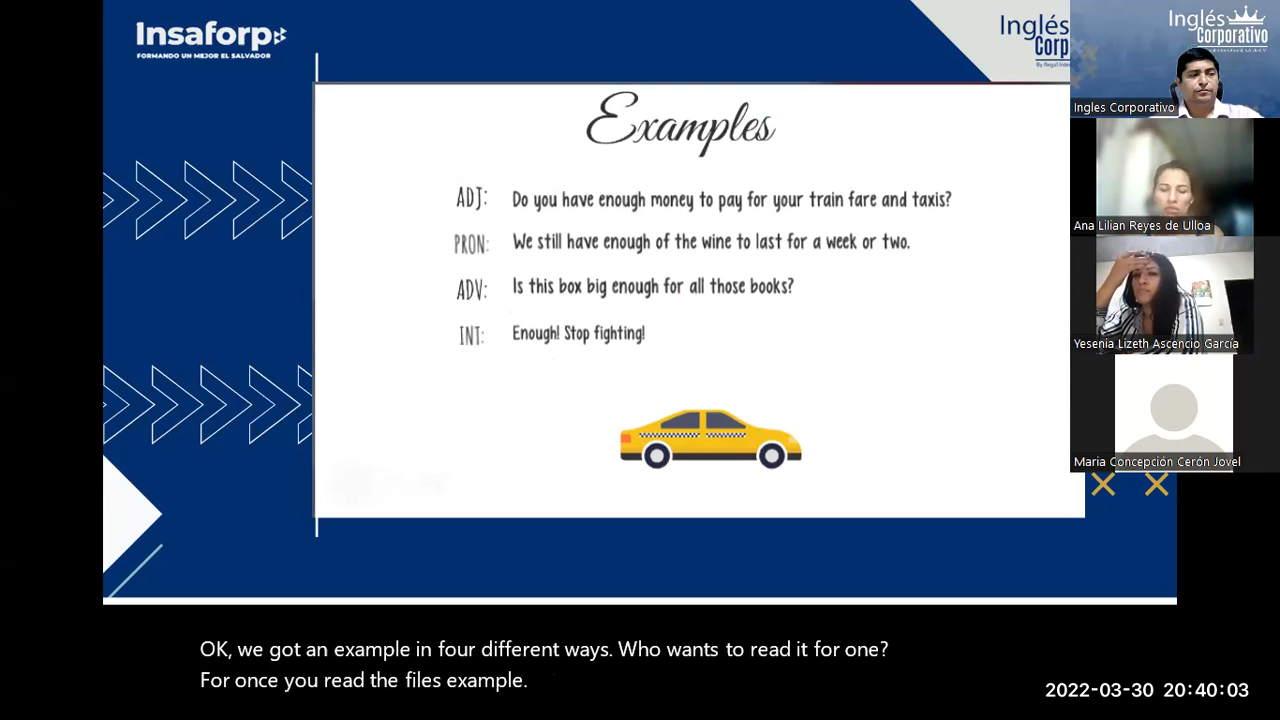 Insaforp
FORMANDO UN MEJOR EL SALVADOR
Inglés
Corp
Inglés
Corporativo
Ingles Corporativo
Examples
ADJ: Do you have enough money to pay for your train fare and taxis?
PRON: We still have enough of the wine to last for a week or two.
ADV: Is this box big enough for all those books?
INT: Enough! Stop fighting!
Ana Lilian Reyes de Ulloa
Yesenia Lizeth Ascencio García
Maria Concepción Cerón Jovel
OK, we got an example in four different ways. Who wants to read it for one?
For once you read the files example.
2022-03-30 20:40:03